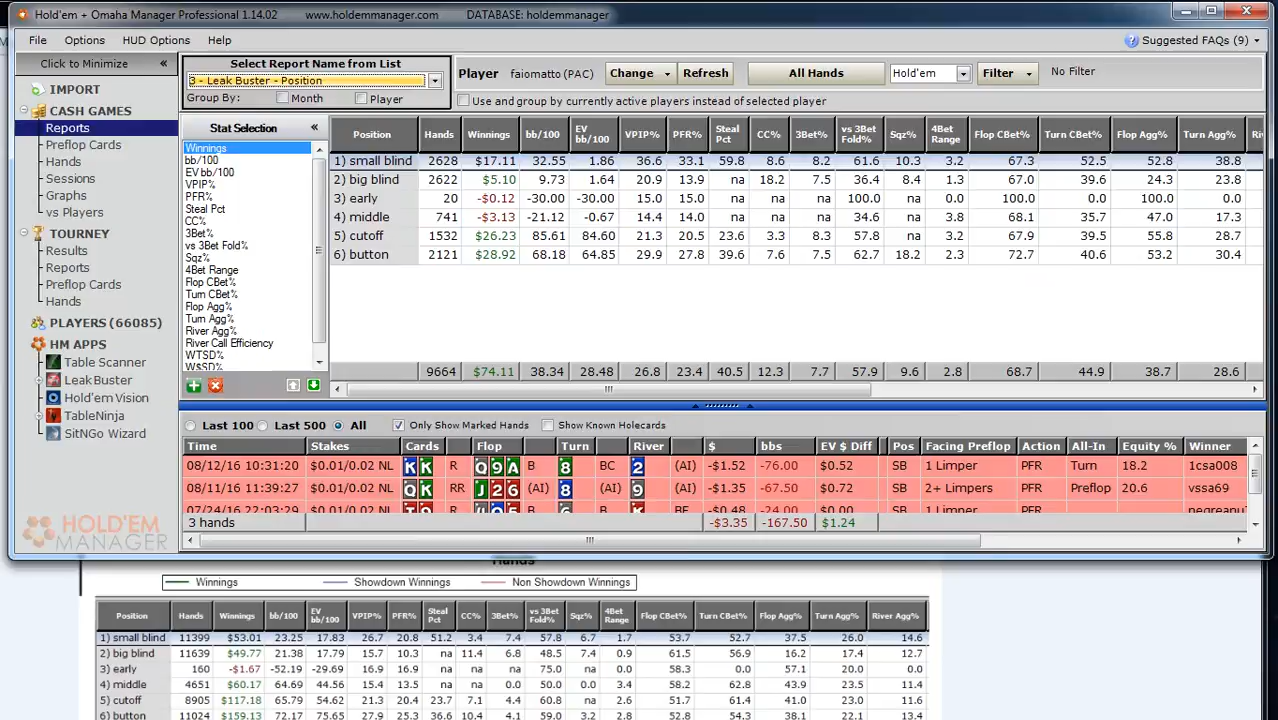 Hold'em + Omaha Manager Professional 1.14.02 www.holdemmanager.com DATABASE: holdemmanager
File Options HUD Options Help Suggested FAQs (9)
Click to Minimize «
Select Report Name from List
3 - Leak Buster - Position
Group By: Month Player
Player faiomatto (PAC) Change Refresh All Hands Hold'em Filter No Filter
Use and group by currently active players instead of selected player
IMPORT
CASH GAMES
Reports
Preflop Cards
Hands
Sessions
Graphs
vs Players
TOURNEY
Results
Reports
Preflop Cards
Hands
PLAYERS (66085)
HM APPS
Table Scanner
Leak Buster
Hold'em Vision
TableNinja
SitNGo Wizard
HOLD'EM
MANAGER
Stat Selection «
Winnings
bb/100
EV bb/100
VPIP%
PFR%
Steal Pct
CC%
3Bet%
vs 3Bet Fold%
Sqz%
4Bet Range
Flop CBet%
Turn CBet%
Flop Agg%
Turn Agg%
River Agg%
River Call Efficiency
WTSD%
W$SD%
Position Hands Winnings bb/100 EV bb/100 VPIP% PFR% Steal Pct CC% 3Bet% vs 3Bet Fold% Sqz% 4Bet Range Flop CBet% Turn CBet% Flop Agg% Turn Agg%
1) small blind 2628 $17.11 32.55 1.86 36.6 33.1 59.8 8.6 8.2 61.6 10.3 3.2 67.3 52.5 52.8 38.8
2) big blind 2622 $5.10 9.73 1.64 20.9 13.9 na 18.2 7.5 36.4 8.4 1.3 67.0 39.6 24.3 23.8
3) early 20 -$0.12 -30.00 -30.00 15.0 15.0 na na 0.0 100.0 na 0.0 100.0 0.0 100.0 0.0
4) middle 741 -$3.13 -21.12 -0.67 14.4 14.0 na na na 34.6 na 3.8 68.1 35.7 47.0 17.3
5) cutoff 1532 $26.23 85.61 84.60 21.3 20.5 23.6 3.3 8.3 57.8 na 3.2 67.9 39.5 55.8 28.7
6) button 2121 $28.92 68.18 64.85 29.9 27.8 39.6 7.6 7.5 62.7 18.2 2.3 72.7 40.6 53.2 30.4
9664 $74.11 38.34 28.48 26.8 23.4 40.5 12.3 7.7 57.9 9.6 2.8 68.7 44.9 38.7 28.6
Last 100 Last 500 All Only Show Marked Hands Show Known Holecards
Time Stakes Cards Flop Turn River $ bbs EV $ Diff Pos Facing Preflop Action All-In Equity % Winner
08/12/16 10:31:20 $0.01/0.02 NL K K R Q 9 A B 8 BC 2 (AI) -$1.52 -76.00 $0.52 SB 1 Limper PFR Turn 18.2 1csa008
08/11/16 11:39:27 $0.01/0.02 NL Q K RR J 2 6 (AI) 8 (AI) 9 (AI) -$1.35 -67.50 $0.72 SB 2+ Limpers PFR Preflop 20.6 vssa69
07/24/16 22:03:29 $0.01/0.02 NL -$0.48 -24.00 $0.00 SB 1 Limper PFR negreanu
3 hands -$3.35 -167.50 $1.24
Hands
Winnings Showdown Winnings Non Showdown Winnings
Position Hands Winnings bb/100 EV bb/100 VPIP% PFR% Steal Pct CC% 3Bet% vs 3Bet Fold% Sqz% 4Bet Range Flop CBet% Turn CBet% Flop Agg% Turn Agg% River Agg%
1) small blind 11399 $53.01 23.25 17.83 26.7 20.8 51.2 3.4 7.4 57.8 6.7 1.7 53.7 52.7 37.5 26.0 14.6
2) big blind 11639 $49.77 21.38 17.79 15.7 10.3 na 11.4 6.8 48.5 7.4 0.9 61.5 56.9 16.2 17.4 12.7
3) early 160 -$1.67 -52.19 -29.69 16.9 16.9 na na na 75.0 na 0.0 58.3 0.0 57.1 20.0 0.0
4) middle 4651 $60.17 64.69 44.56 15.4 13.5 na na 0.0 50.0 0.0 3.4 58.2 62.8 43.9 23.5 11.4
5) cutoff 8905 $117.18 65.79 54.62 21.3 20.4 23.7 7.1 4.4 60.8 na 2.6 51.7 61.4 41.0 23.0 11.6
6) button 11024 $159.13 72.17 75.65 27.9 25.3 36.6 10.4 4.1 59.0 3.2 2.8 52.8 54.3 38.1 22.1 13.4